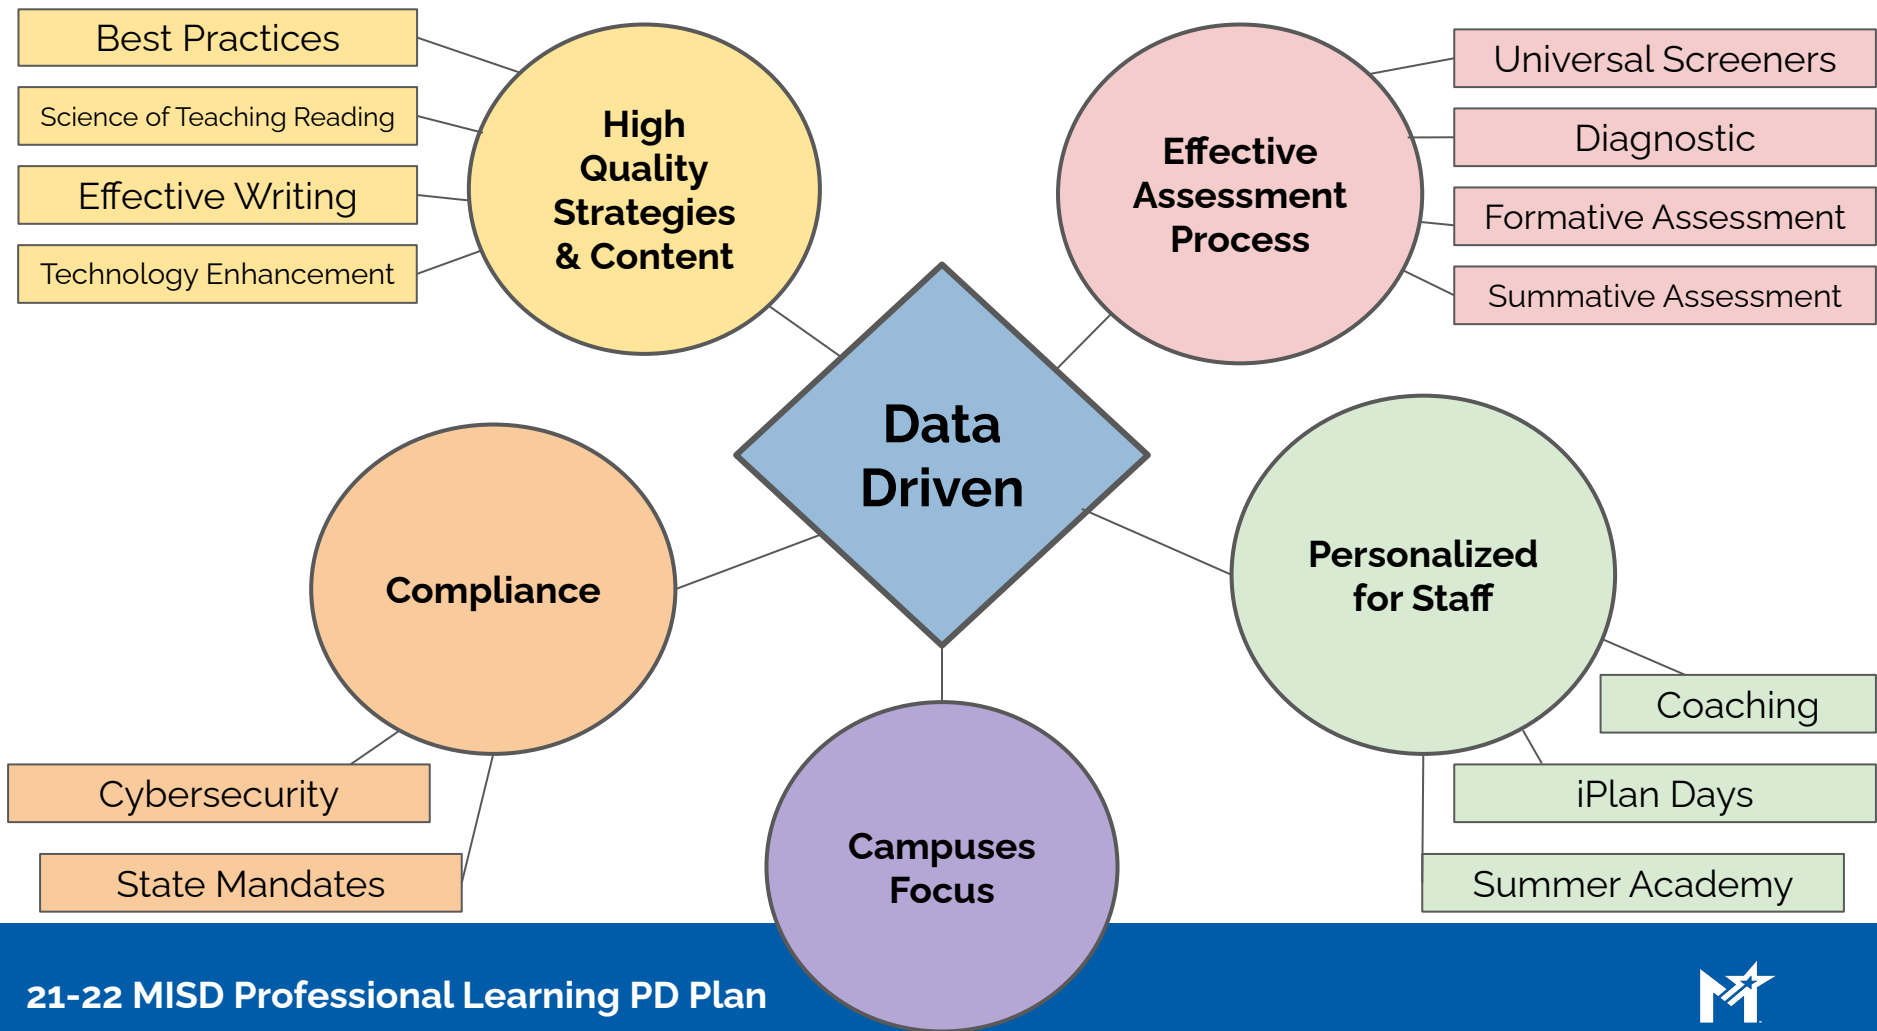 Best Practices
Science of Teaching Reading
Effective Writing
Technology Enhancement
High
Quality
Strategies
& Content
Effective
Assessment
Process
Universal Screeners
Diagnostic
Formative Assessment
Summative Assessment
Data
Driven
Compliance
Cybersecurity
State Mandates
Campuses
Focus
Personalized
for Staff
Coaching
iPlan Days
Summer Academy
21-22 MISD Professional Learning PD Plan
M